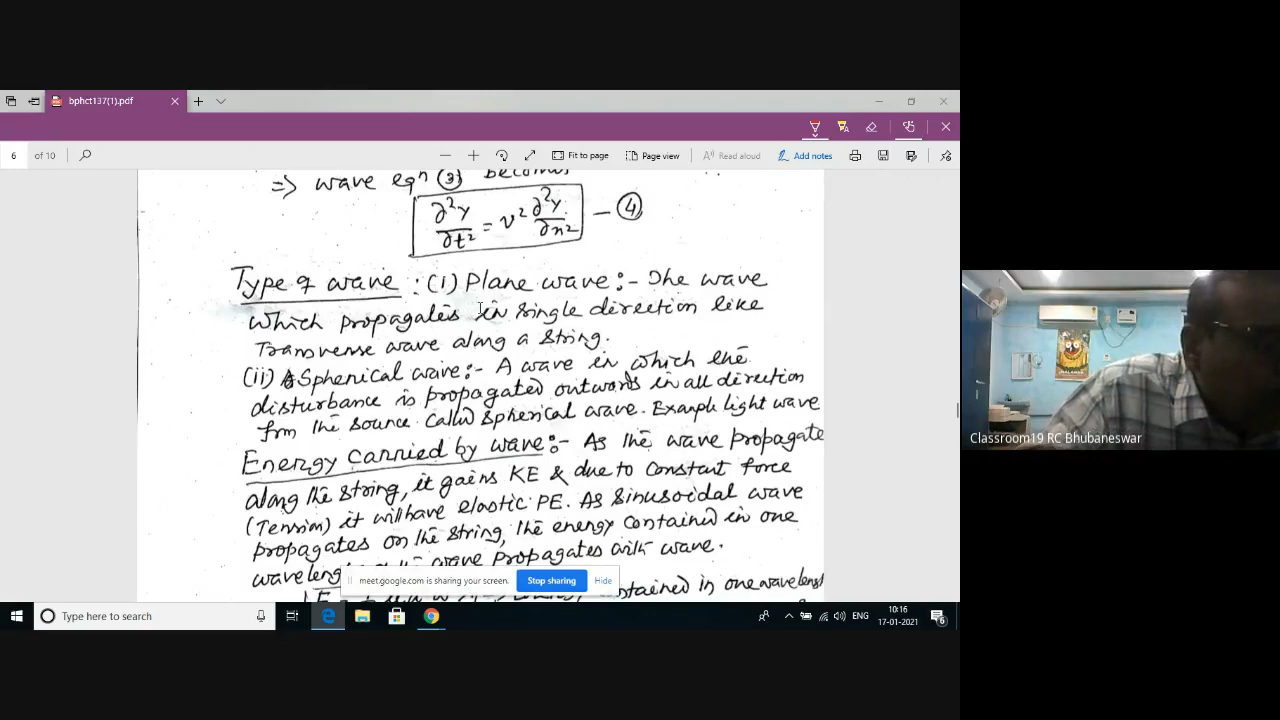 bphct137(1).pdf
6 of 10
Fit to page
Page view
Read aloud
Add notes
=> wave eqn (3) becomes
∂²y/∂t² = v² ∂²y/∂x² — (4)
Type of wave : (i) Plane wave :- The wave
which propagates in single direction like
Transverse wave along a string.
(ii) Spherical wave :- A wave in which the
disturbance is propagated outwards in all direction
from the source. Called spherical wave. Example light wave
Energy carried by wave :- As the wave propagate
along the string, it gains KE & due to constant force
(Tension) it will have elastic PE. As sinusoidal wave
propagates on the string, the energy contained in one
wavelength of the wave propagates with wave.
contained in one wavelength
meet.google.com is sharing your screen.
Stop sharing
Hide
Classroom19 RC Bhubaneswar
Type here to search
ENG
10:16
17-01-2021
6